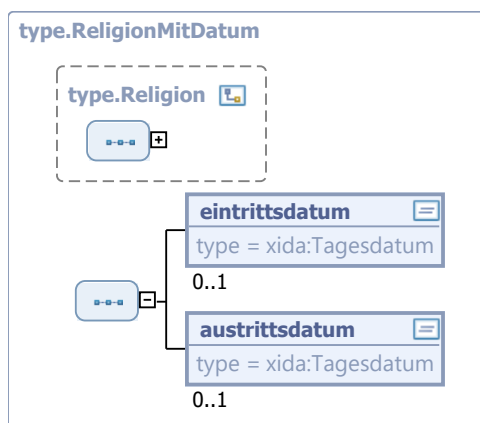 type.ReligionMitDatum
type.Religion
eintrittsdatum
type = xida:Tagesdatum
0..1
austrittsdatum
type = xida:Tagesdatum
0..1